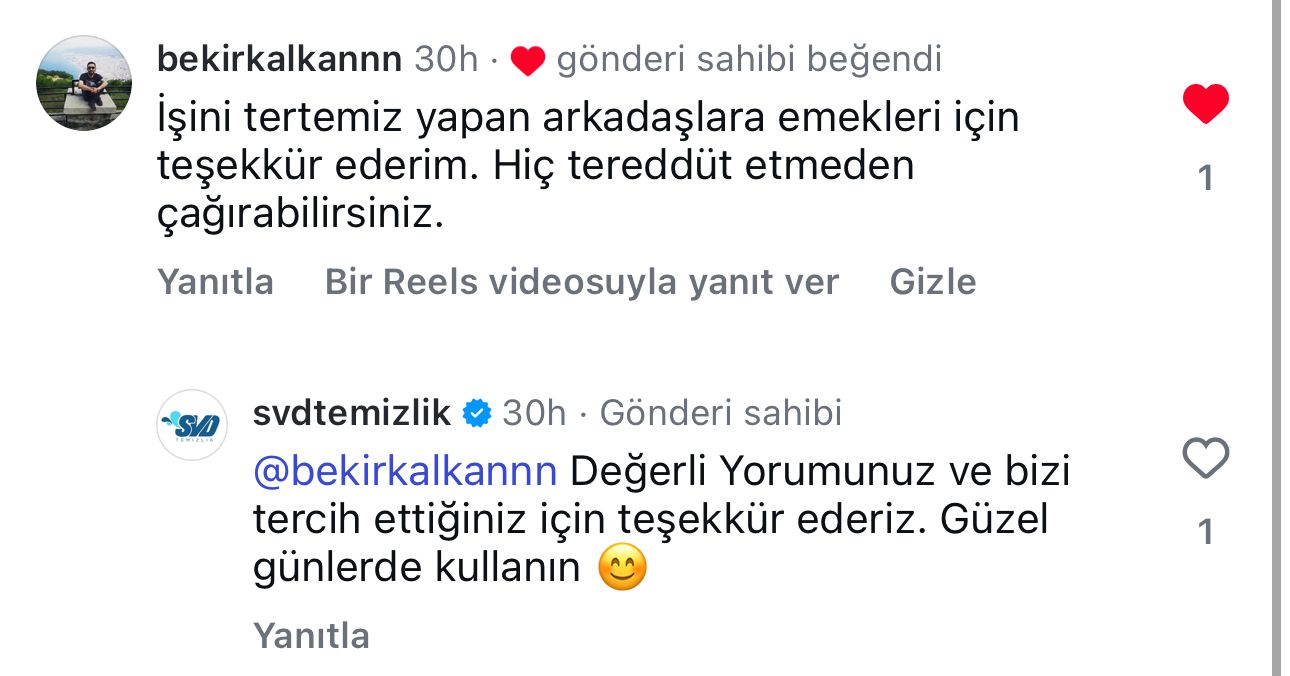 bekirkalkannn 30h · gönderi sahibi beğendi
İşini tertemiz yapan arkadaşlara emekleri için
teşekkür ederim. Hiç tereddüt etmeden
çağırabilirsiniz.
1
Yanıtla Bir Reels videosuyla yanıt ver Gizle
SVD
TEMİZLİK
svdtemizlik 30h · Gönderi sahibi
@bekirkalkannn Değerli Yorumunuz ve bizi
tercih ettiğiniz için teşekkür ederiz. Güzel
günlerde kullanın 😊
1
Yanıtla